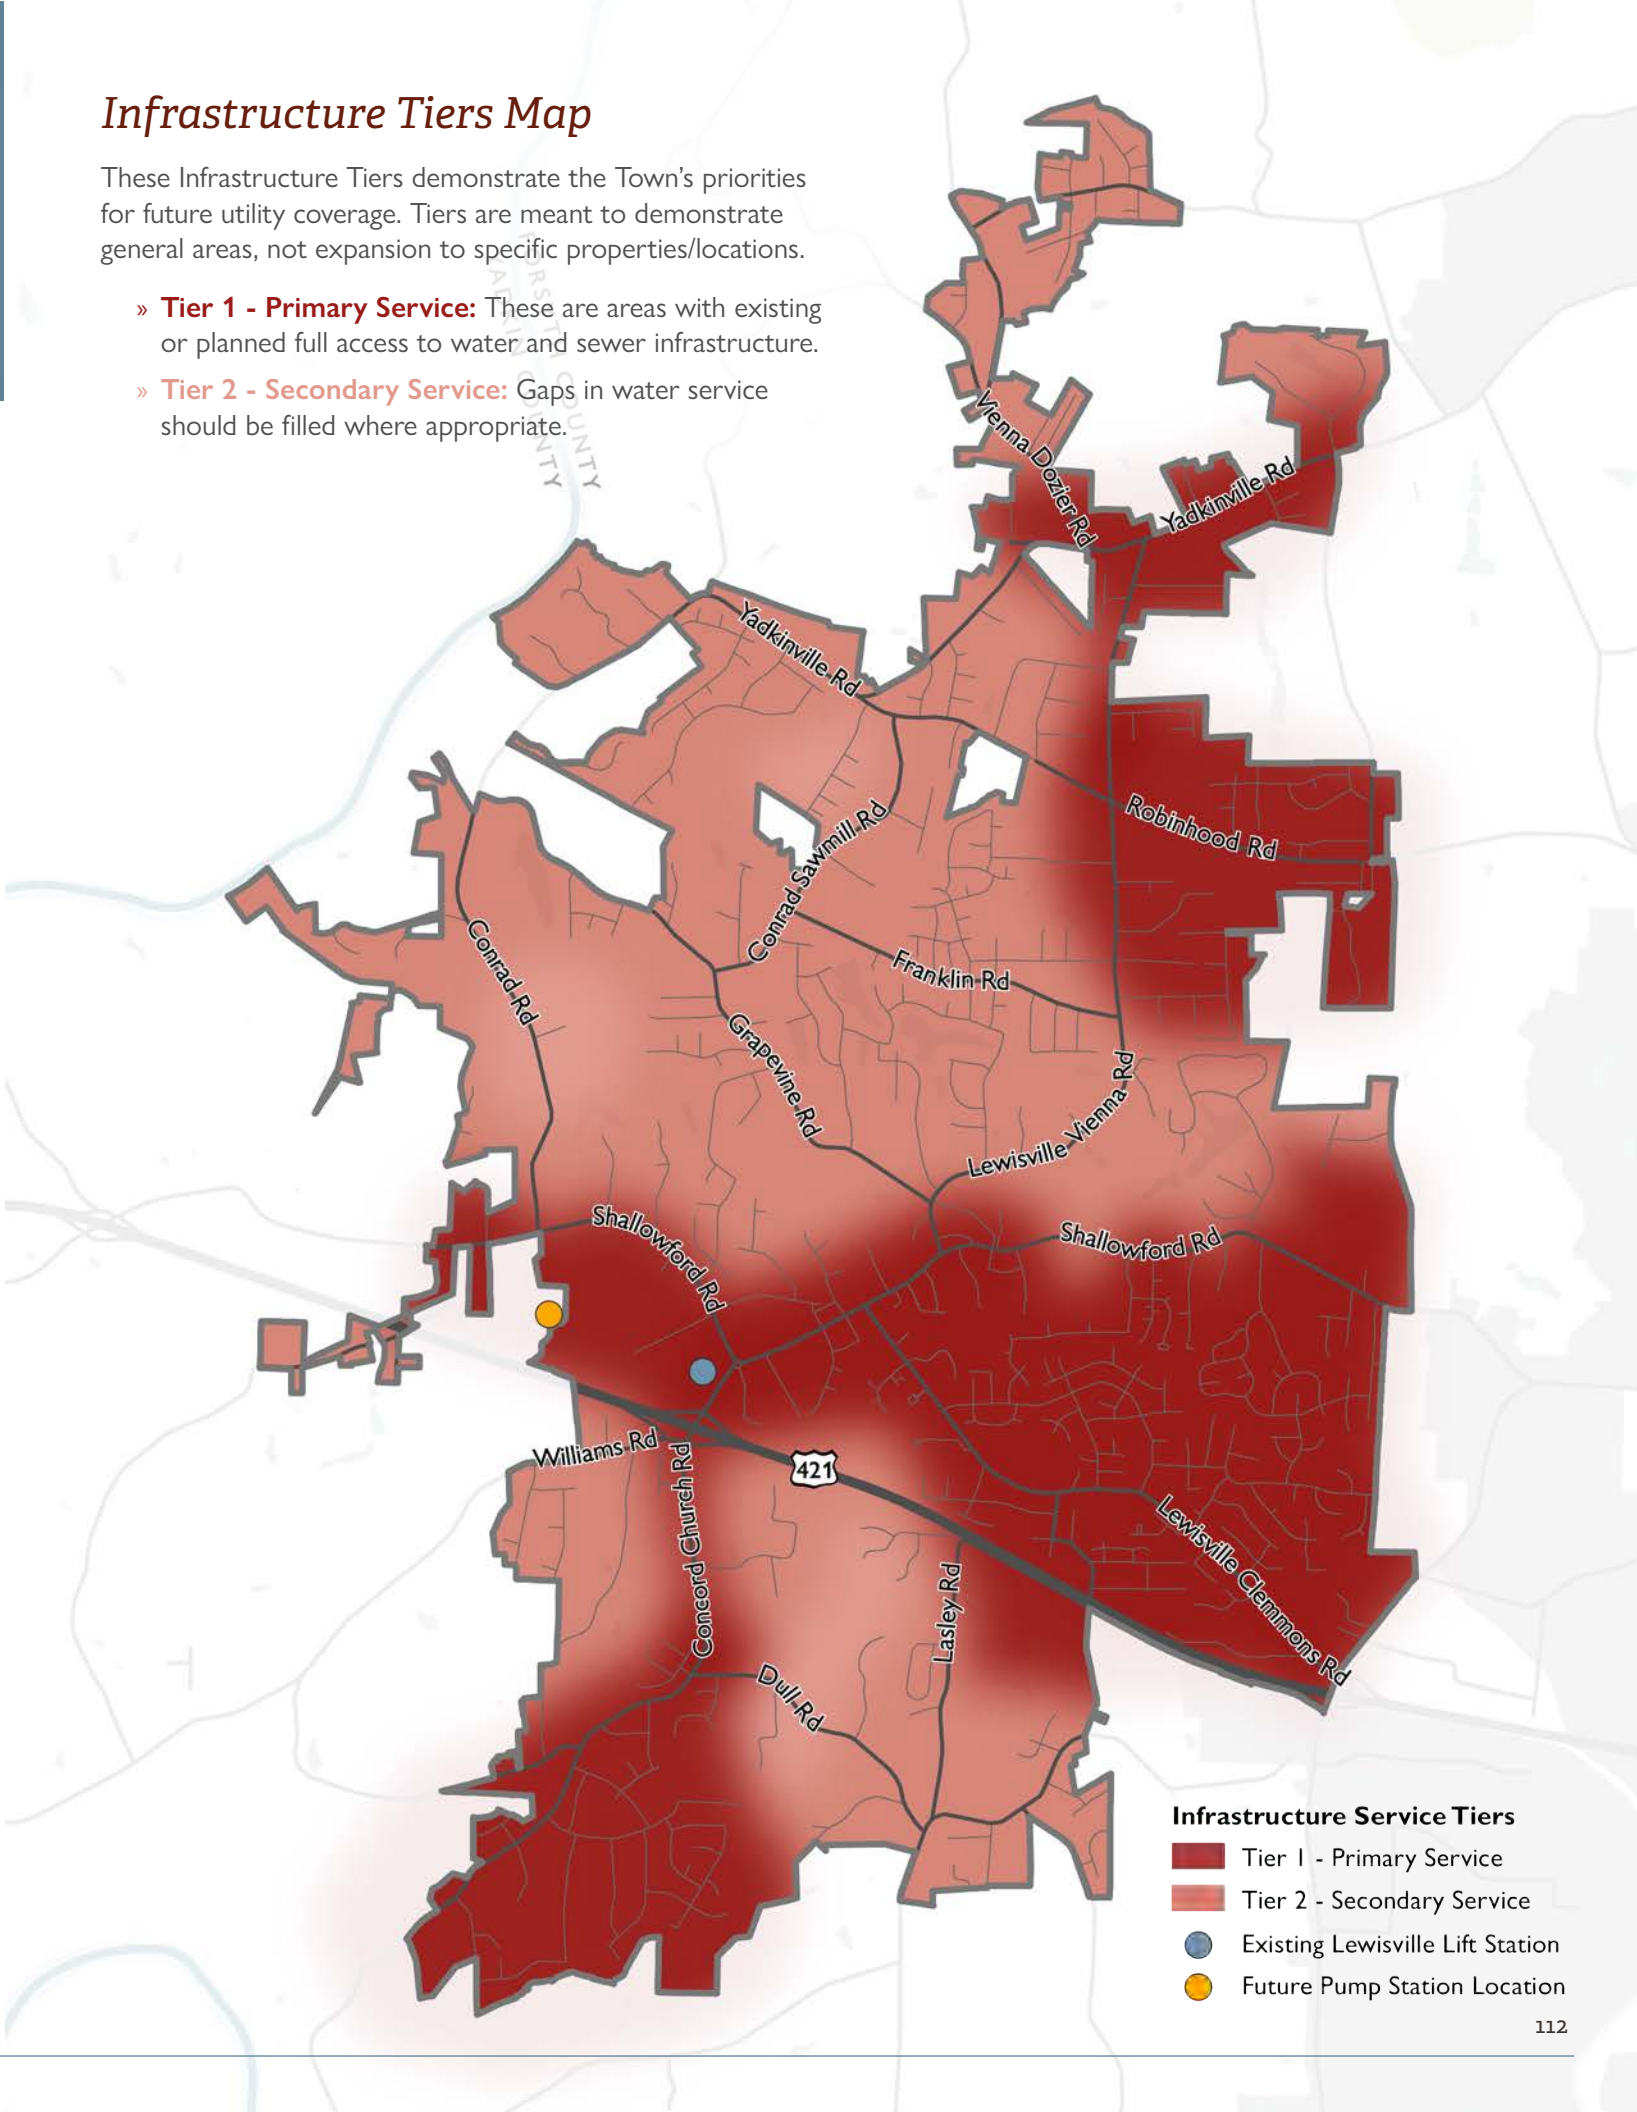 Infrastructure Tiers Map
These Infrastructure Tiers demonstrate the Town's priorities
for future utility coverage. Tiers are meant to demonstrate
general areas, not expansion to specific properties/locations.
» Tier 1 - Primary Service: These are areas with existing
or planned full access to water and sewer infrastructure.
» Tier 2 - Secondary Service: Gaps in water service
should be filled where appropriate.
FORSYTH COUNTY
YADKIN COUNTY
Vienna Dozier Rd
Yadkinville Rd
Yadkinville Rd
Robinhood Rd
Conrad Sawmill Rd
Conrad Rd
Franklin Rd
Grapevine Rd
Lewisville Vienna Rd
Shallowford Rd
Shallowford Rd
Williams Rd
421
Concord Church Rd
Lewisville Clemmons Rd
Lasley Rd
Dull Rd
Infrastructure Service Tiers
Tier 1 - Primary Service
Tier 2 - Secondary Service
Existing Lewisville Lift Station
Future Pump Station Location
112